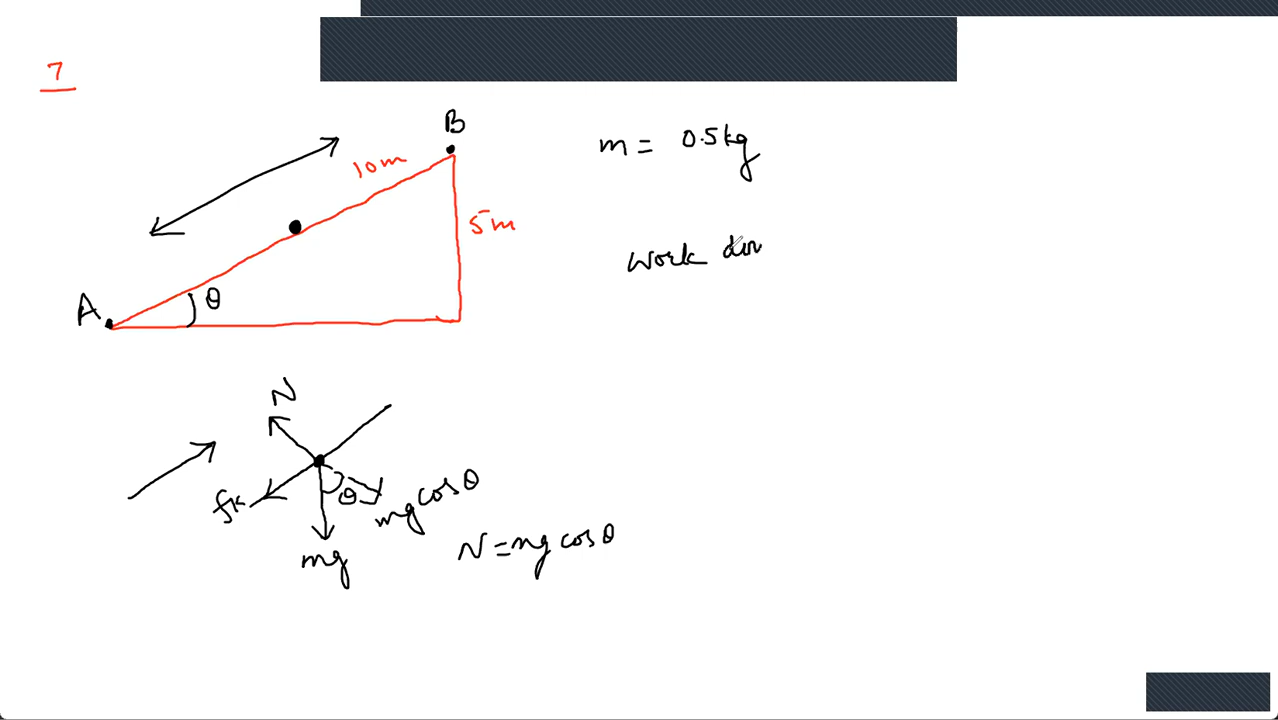 7
B
10m
5m
A
θ
m = 0.5kg
work don
N
fk
θ
mg cos θ
mg
N = mg cos θ